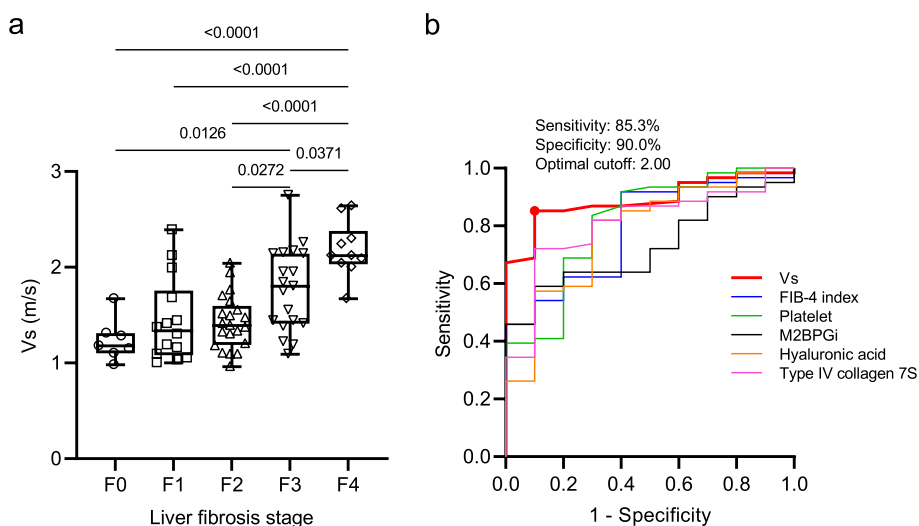 a
<0.0001
<0.0001
<0.0001
0.0126
0.0371
0.0272
3
2
1
0
Vs (m/s)
F0 F1 F2 F3 F4
Liver fibrosis stage
b
Sensitivity: 85.3%
Specificity: 90.0%
Optimal cutoff: 2.00
1.0
0.8
0.6
0.4
0.2
0.0
Sensitivity
Vs
FIB-4 index
Platelet
M2BPGi
Hyaluronic acid
Type IV collagen 7S
0.0 0.2 0.4 0.6 0.8 1.0
1 - Specificity